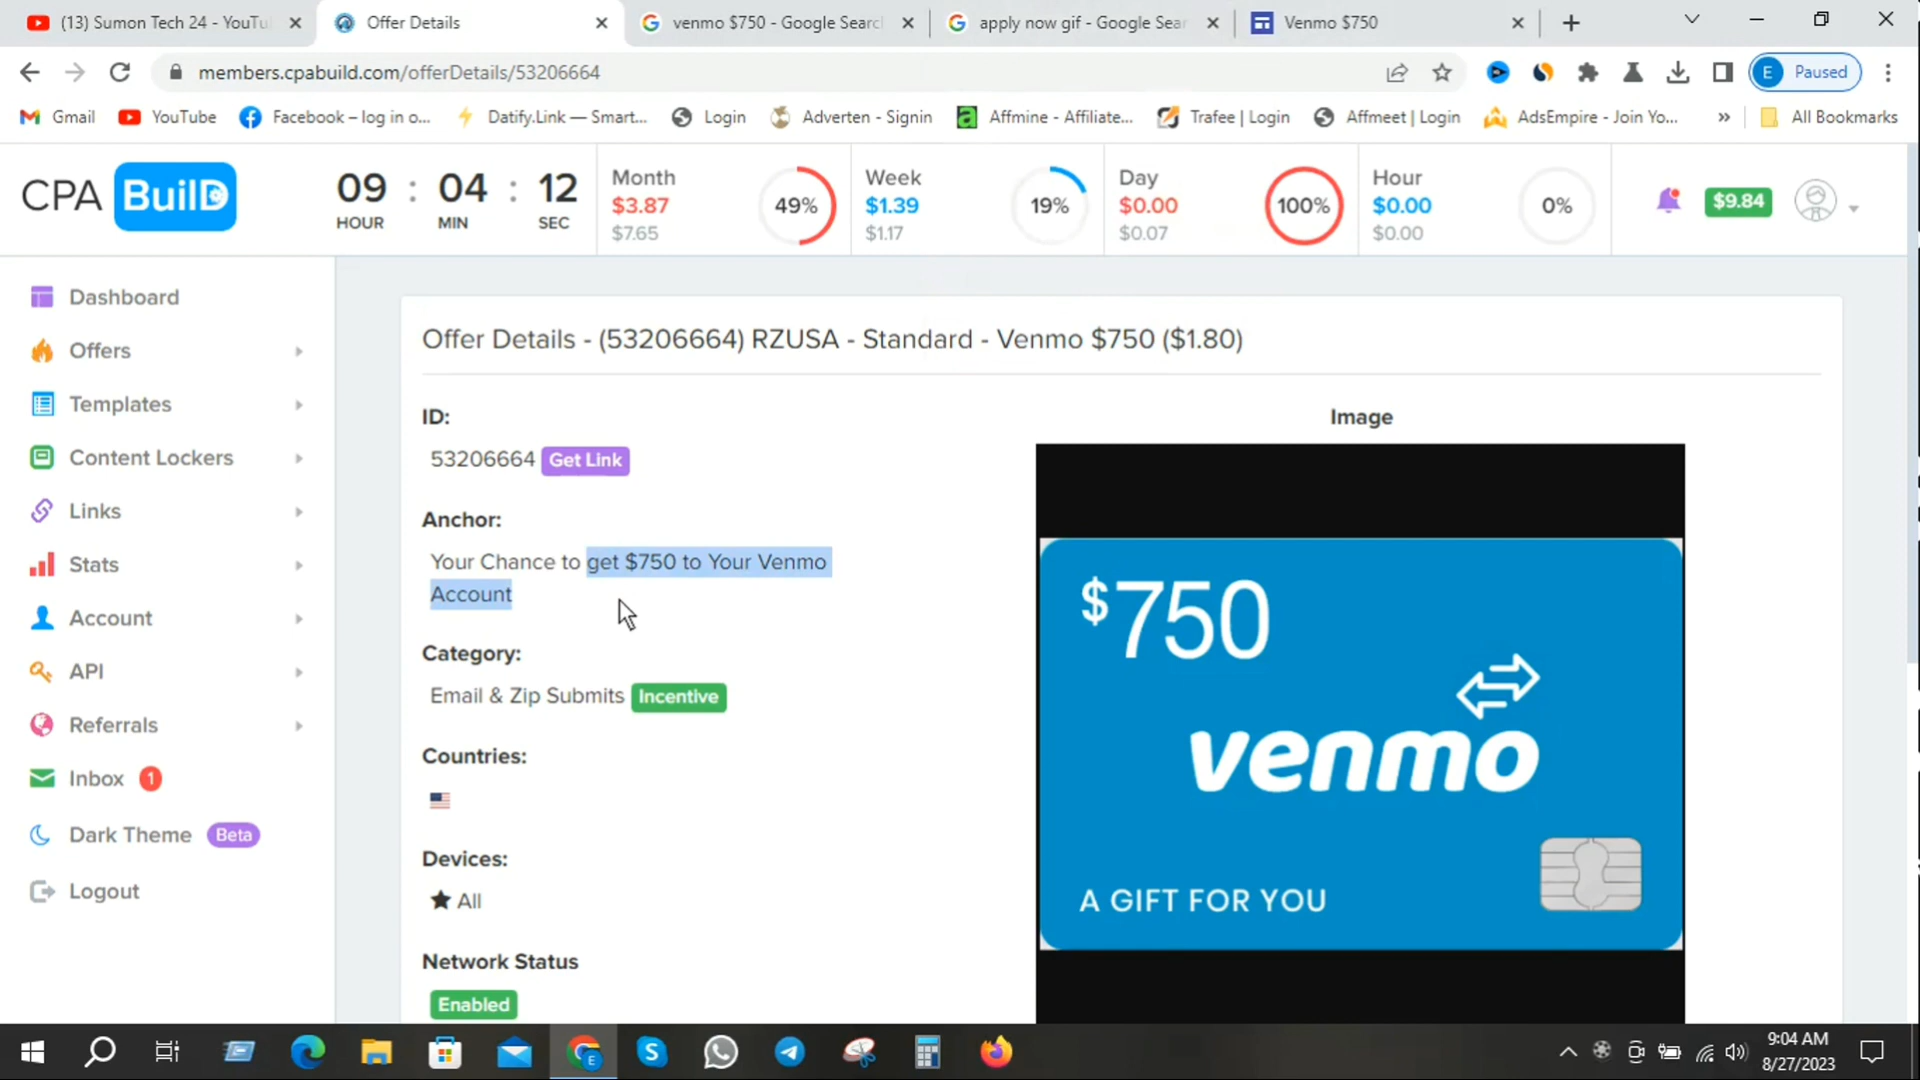 (13) Sumon Tech 24 - YouTu
Offer Details
venmo $750 - Google Search
apply now gif - Google Sear
Venmo $750
members.cpabuild.com/offerDetails/53206664
E Paused
Gmail
YouTube
Facebook – log in o...
Datify.Link — Smart...
Login
Adverten - Signin
Affmine - Affiliate...
Trafee | Login
Affmeet | Login
AdsEmpire - Join Yo...
»
All Bookmarks
CPA BuilD
09 : 04 : 12
HOUR MIN SEC
Month
$3.87
$7.65
49%
Week
$1.39
$1.17
19%
Day
$0.00
$0.07
100%
Hour
$0.00
$0.00
0%
$9.84
Dashboard
Offers
Templates
Content Lockers
Links
Stats
Account
API
Referrals
Inbox 1
Dark Theme Beta
Logout
Offer Details - (53206664) RZUSA - Standard - Venmo $750 ($1.80)
ID:
53206664 Get Link
Anchor:
Your Chance to get $750 to Your Venmo
Account
Category:
Email & Zip Submits Incentive
Countries:
Devices:
All
Network Status
Enabled
Image
$750
venmo
A GIFT FOR YOU
9:04 AM
8/27/2023